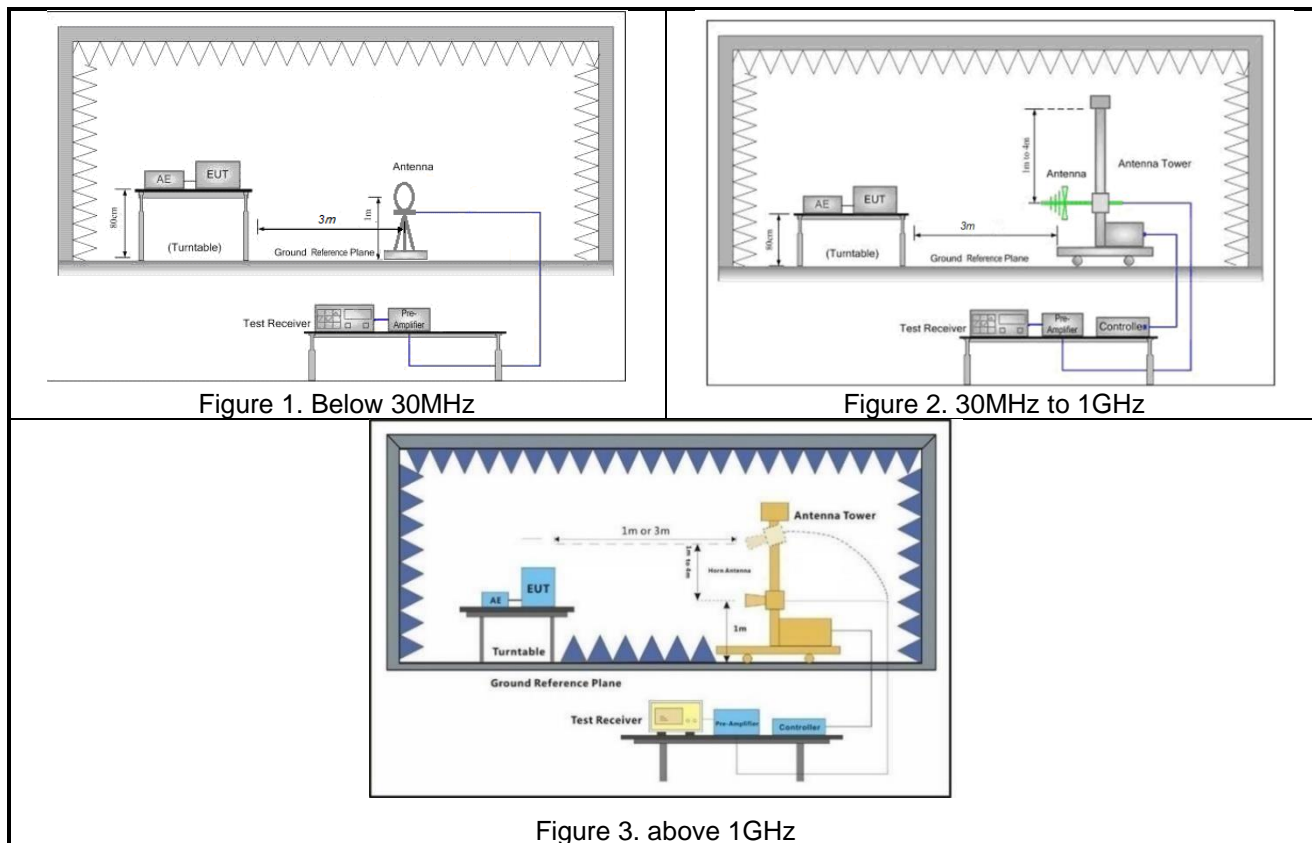 Antenna
AE
EUT
80cm
1m
3m
(Turntable)
Ground Reference Plane
Test Receiver
Pre-
Amplifier
Figure 1. Below 30MHz
1m to 4m
Antenna
Antenna Tower
AE
EUT
80cm
3m
(Turntable)
Ground Reference Plane
Test Receiver
Pre-
Amplifier
Controller
Figure 2. 30MHz to 1GHz
Antenna Tower
1m or 3m
1m to 4m
Horn Antenna
EUT
AE
1m
Turntable
Ground Reference Plane
Test Receiver
Pre-Amplifier
Controller
Figure 3. above 1GHz